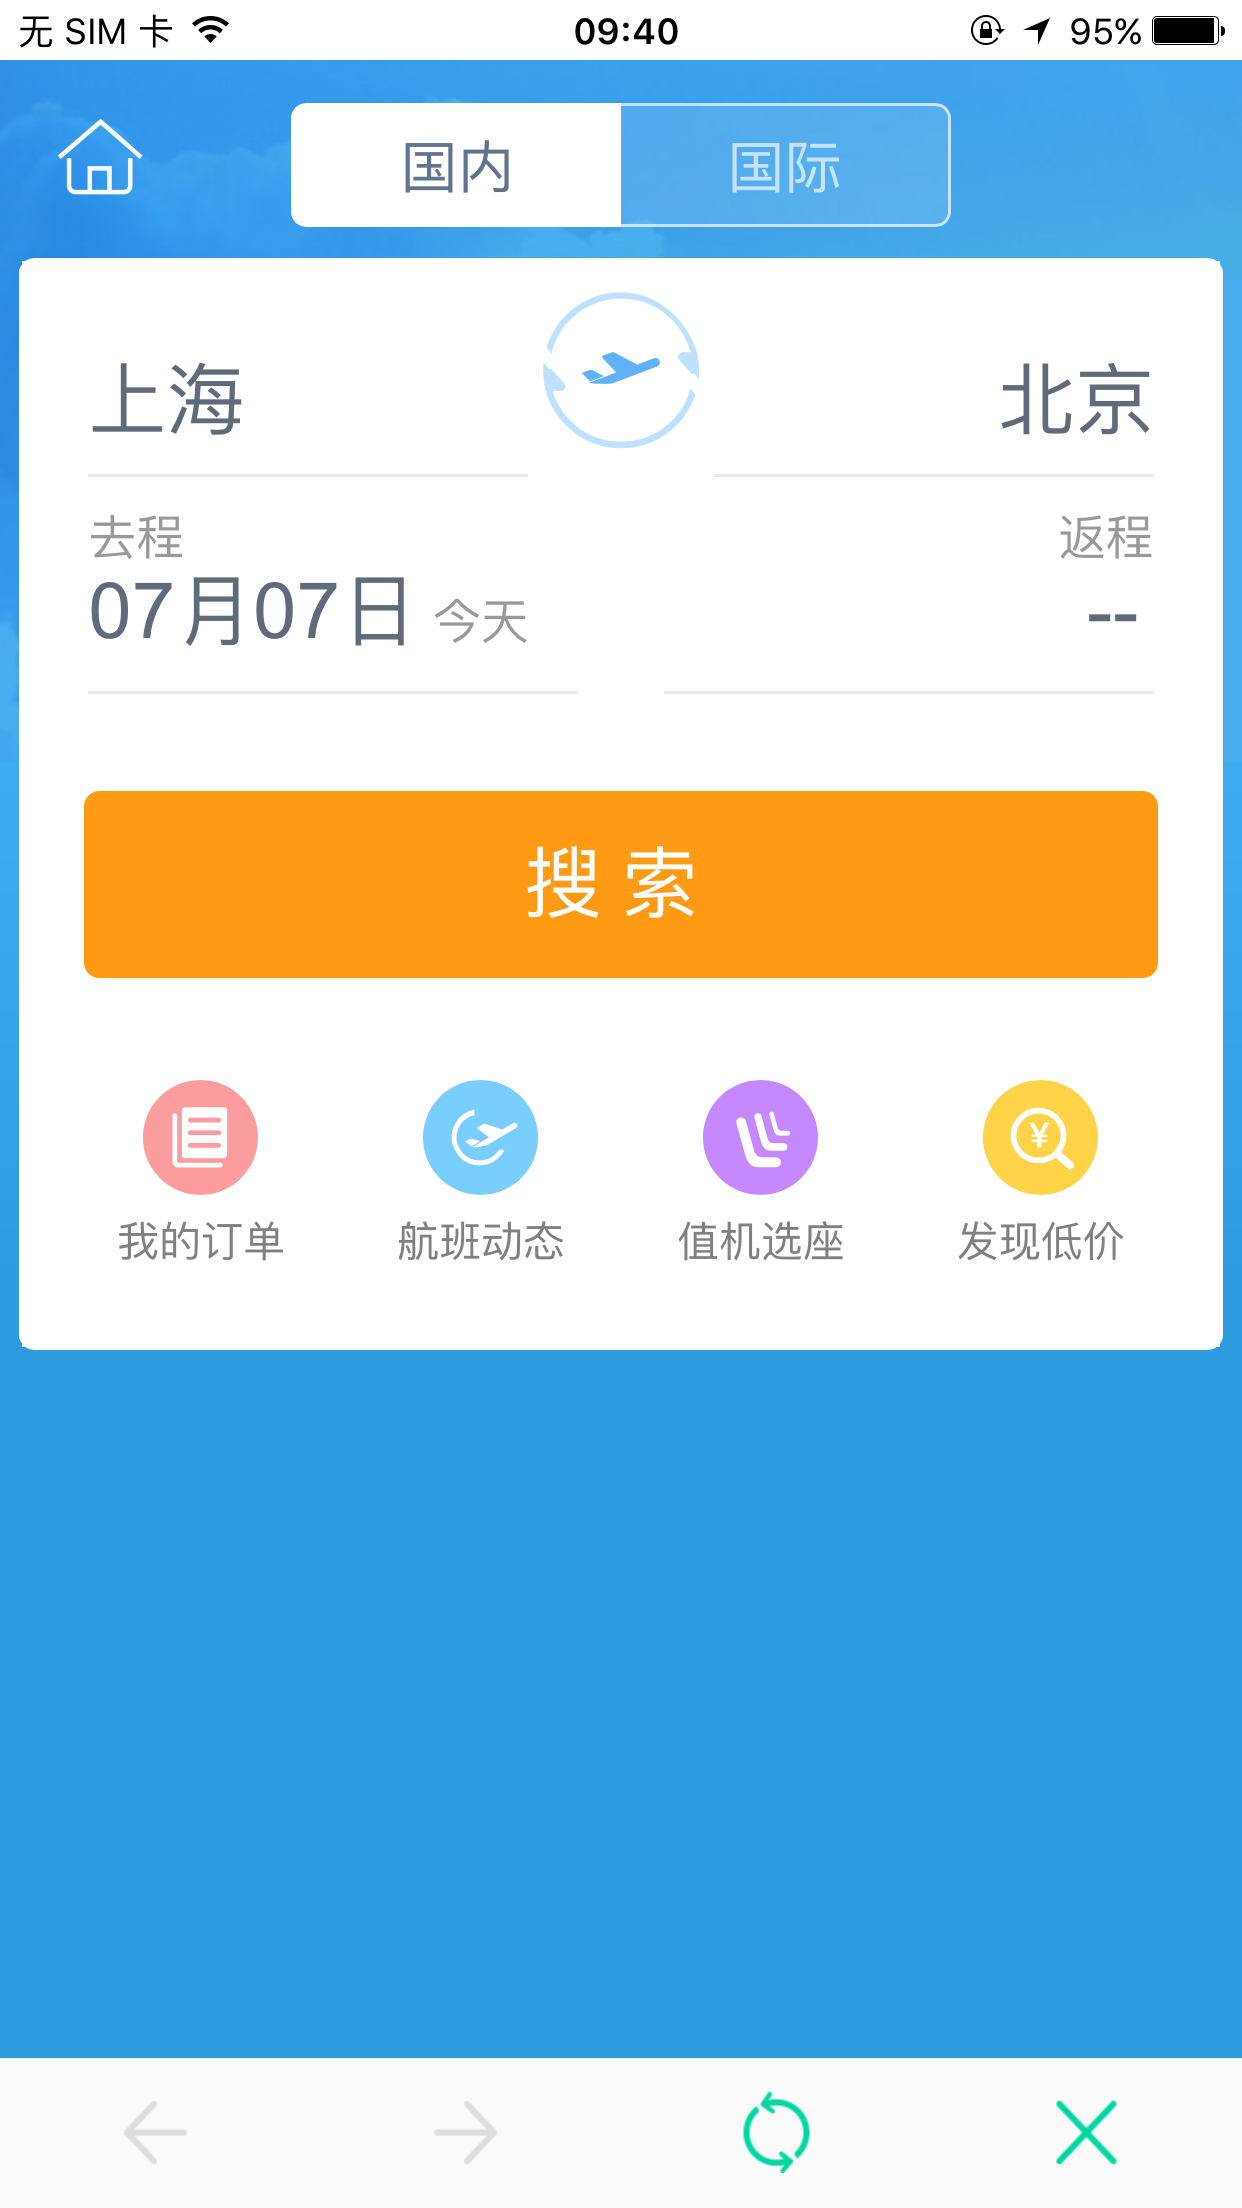 无 SIM 卡 09:40 95%
国内 国际
上海 北京
去程 返程
07月07日 今天 --
搜 索
¥
我的订单 航班动态 值机选座 发现低价